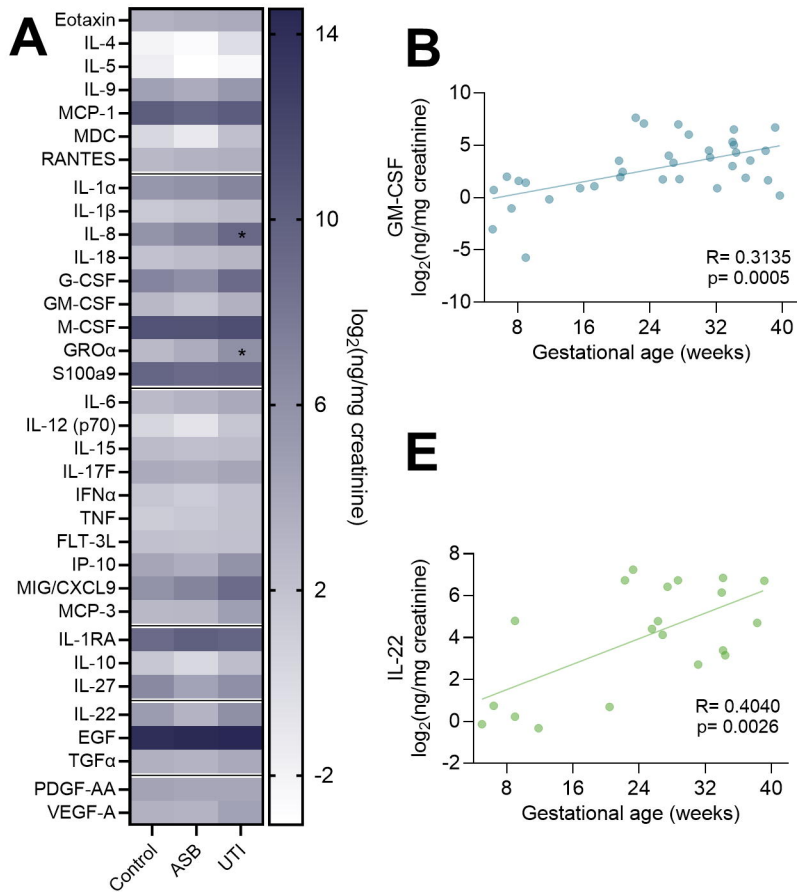 A
Eotaxin
IL-4
IL-5
IL-9
MCP-1
MDC
RANTES
IL-1α
IL-1β
IL-8
*
IL-18
G-CSF
GM-CSF
M-CSF
GROα
*
S100a9
IL-6
IL-12 (p70)
IL-15
IL-17F
IFNα
TNF
FLT-3L
IP-10
MIG/CXCL9
MCP-3
IL-1RA
IL-10
IL-27
IL-22
EGF
TGFα
PDGF-AA
VEGF-A
Control
ASB
UTI
14
10
6
2
-2
log₂(ng/mg creatinine)
B
GM-CSF
log₂(ng/mg creatinine)
10
5
0
-5
-10
8
16
24
32
40
Gestational age (weeks)
R= 0.3135
p= 0.0005
E
IL-22
log₂(ng/mg creatinine)
8
6
4
2
0
-2
8
16
24
32
40
Gestational age (weeks)
R= 0.4040
p= 0.0026